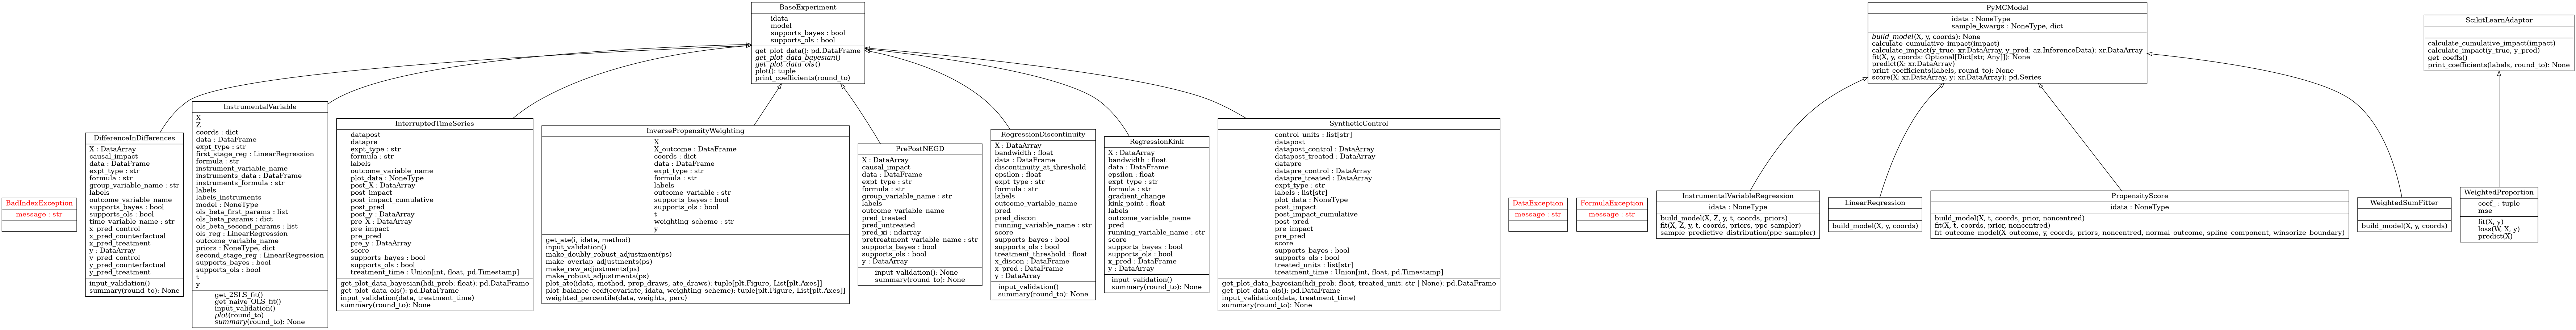 BaseExperiment
idata
model
supports_bayes : bool
supports_ols : bool
get_plot_data(): pd.DataFrame
get_plot_data_bayesian()
get_plot_data_ols()
plot(): tuple
print_coefficients(round_to)
PyMCModel
idata : NoneType
sample_kwargs : NoneType, dict
build_model(X, y, coords): None
calculate_cumulative_impact(impact)
calculate_impact(y_true: xr.DataArray, y_pred: az.InferenceData): xr.DataArray
fit(X, y, coords: Optional[Dict[str, Any]]): None
predict(X: xr.DataArray)
print_coefficients(labels, round_to): None
score(X: xr.DataArray, y: xr.DataArray): pd.Series
ScikitLearnAdaptor
calculate_cumulative_impact(impact)
calculate_impact(y_true, y_pred)
get_coeffs()
print_coefficients(labels, round_to): None
BadIndexException
message : str
DifferenceInDifferences
X : DataArray
causal_impact
data : DataFrame
expt_type : str
formula : str
group_variable_name : str
labels
outcome_variable_name
supports_bayes : bool
supports_ols : bool
time_variable_name : str
x_pred_control
x_pred_counterfactual
x_pred_treatment
y : DataArray
y_pred_control
y_pred_counterfactual
y_pred_treatment
input_validation()
summary(round_to): None
InstrumentalVariable
X
Z
coords : dict
data : DataFrame
expt_type : str
first_stage_reg : LinearRegression
formula : str
instrument_variable_name
instruments_data : DataFrame
instruments_formula : str
labels
labels_instruments
model : NoneType
ols_beta_first_params : list
ols_beta_params : dict
ols_beta_second_params : list
ols_reg : LinearRegression
outcome_variable_name
priors : NoneType, dict
second_stage_reg : LinearRegression
supports_bayes : bool
supports_ols : bool
t
y
get_2SLS_fit()
get_naive_OLS_fit()
input_validation()
plot(round_to)
summary(round_to): None
InterruptedTimeSeries
datapost
datapre
expt_type : str
formula : str
labels
outcome_variable_name
plot_data : NoneType
post_X : DataArray
post_impact
post_impact_cumulative
post_pred
post_y : DataArray
pre_X : DataArray
pre_impact
pre_pred
pre_y : DataArray
score
supports_bayes : bool
supports_ols : bool
treatment_time : Union[int, float, pd.Timestamp]
get_plot_data_bayesian(hdi_prob: float): pd.DataFrame
get_plot_data_ols(): pd.DataFrame
input_validation(data, treatment_time)
summary(round_to): None
InversePropensityWeighting
X
X_outcome : DataFrame
coords : dict
data : DataFrame
expt_type : str
formula : str
labels
outcome_variable : str
supports_bayes : bool
supports_ols : bool
t
weighting_scheme : str
y
get_ate(i, idata, method)
input_validation()
make_doubly_robust_adjustment(ps)
make_overlap_adjustments(ps)
make_raw_adjustments(ps)
make_robust_adjustments(ps)
plot_ate(idata, method, prop_draws, ate_draws): tuple[plt.Figure, List[plt.Axes]]
plot_balance_ecdf(covariate, idata, weighting_scheme): tuple[plt.Figure, List[plt.Axes]]
weighted_percentile(data, weights, perc)
PrePostNEGD
X : DataArray
causal_impact
data : DataFrame
expt_type : str
formula : str
group_variable_name : str
labels
outcome_variable_name
pred_treated
pred_untreated
pred_xi : ndarray
pretreatment_variable_name : str
supports_bayes : bool
supports_ols : bool
y : DataArray
input_validation(): None
summary(round_to): None
RegressionDiscontinuity
X : DataArray
bandwidth : float
data : DataFrame
discontinuity_at_threshold
epsilon : float
expt_type : str
formula : str
labels
outcome_variable_name
pred
pred_discon
running_variable_name : str
score
supports_bayes : bool
supports_ols : bool
treatment_threshold : float
x_discon : DataFrame
x_pred : DataFrame
y : DataArray
input_validation()
summary(round_to): None
RegressionKink
X : DataArray
bandwidth : float
data : DataFrame
epsilon : float
expt_type : str
formula : str
gradient_change
kink_point : float
labels
outcome_variable_name
pred
running_variable_name : str
score
supports_bayes : bool
supports_ols : bool
x_pred : DataFrame
y : DataArray
input_validation()
summary(round_to): None
SyntheticControl
control_units : list[str]
datapost
datapost_control : DataArray
datapost_treated : DataArray
datapre
datapre_control : DataArray
datapre_treated : DataArray
expt_type : str
labels : list[str]
plot_data : NoneType
post_impact
post_impact_cumulative
post_pred
pre_impact
pre_pred
score
supports_bayes : bool
supports_ols : bool
treated_units : list[str]
treatment_time : Union[int, float, pd.Timestamp]
get_plot_data_bayesian(hdi_prob: float, treated_unit: str | None): pd.DataFrame
get_plot_data_ols(): pd.DataFrame
input_validation(data, treatment_time)
summary(round_to): None
DataException
message : str
FormulaException
message : str
InstrumentalVariableRegression
idata : NoneType
build_model(X, Z, y, t, coords, priors)
fit(X, Z, y, t, coords, priors, ppc_sampler)
sample_predictive_distribution(ppc_sampler)
LinearRegression
build_model(X, y, coords)
PropensityScore
idata : NoneType
build_model(X, t, coords, prior, noncentred)
fit(X, t, coords, prior, noncentred)
fit_outcome_model(X_outcome, y, coords, priors, noncentred, normal_outcome, spline_component, winsorize_boundary)
WeightedSumFitter
build_model(X, y, coords)
WeightedProportion
coef_ : tuple
mse
fit(X, y)
loss(W, X, y)
predict(X)